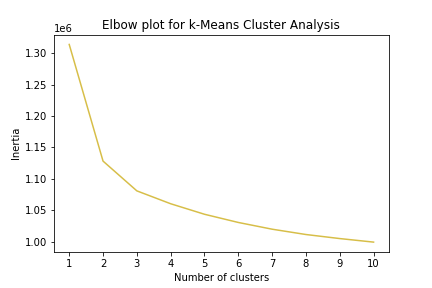 Elbow plot for k-Means Cluster Analysis
1e6
1.30
1.25
1.20
1.15
1.10
1.05
1.00
Inertia
1 2 3 4 5 6 7 8 9 10
Number of clusters